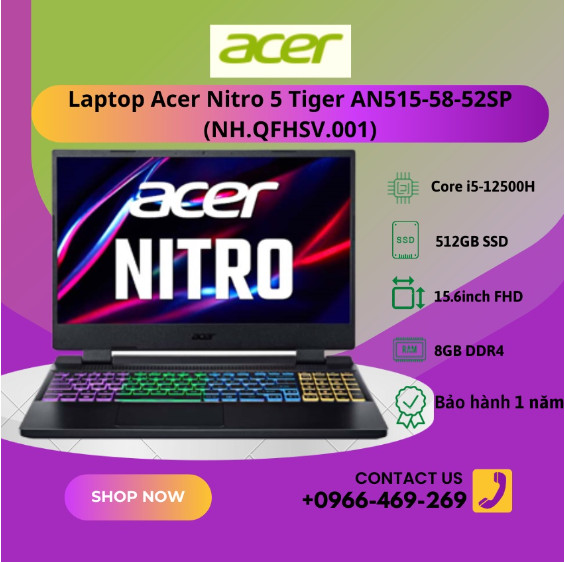 acer
Laptop Acer Nitro 5 Tiger AN515-58-52SP
(NH.QFHSV.001)
acer
NITRO
acer
Core i5-12500H
SSD
512GB SSD
15.6inch FHD
RAM
8GB DDR4
Bảo hành 1 năm
SHOP NOW
CONTACT US
+0966-469-269